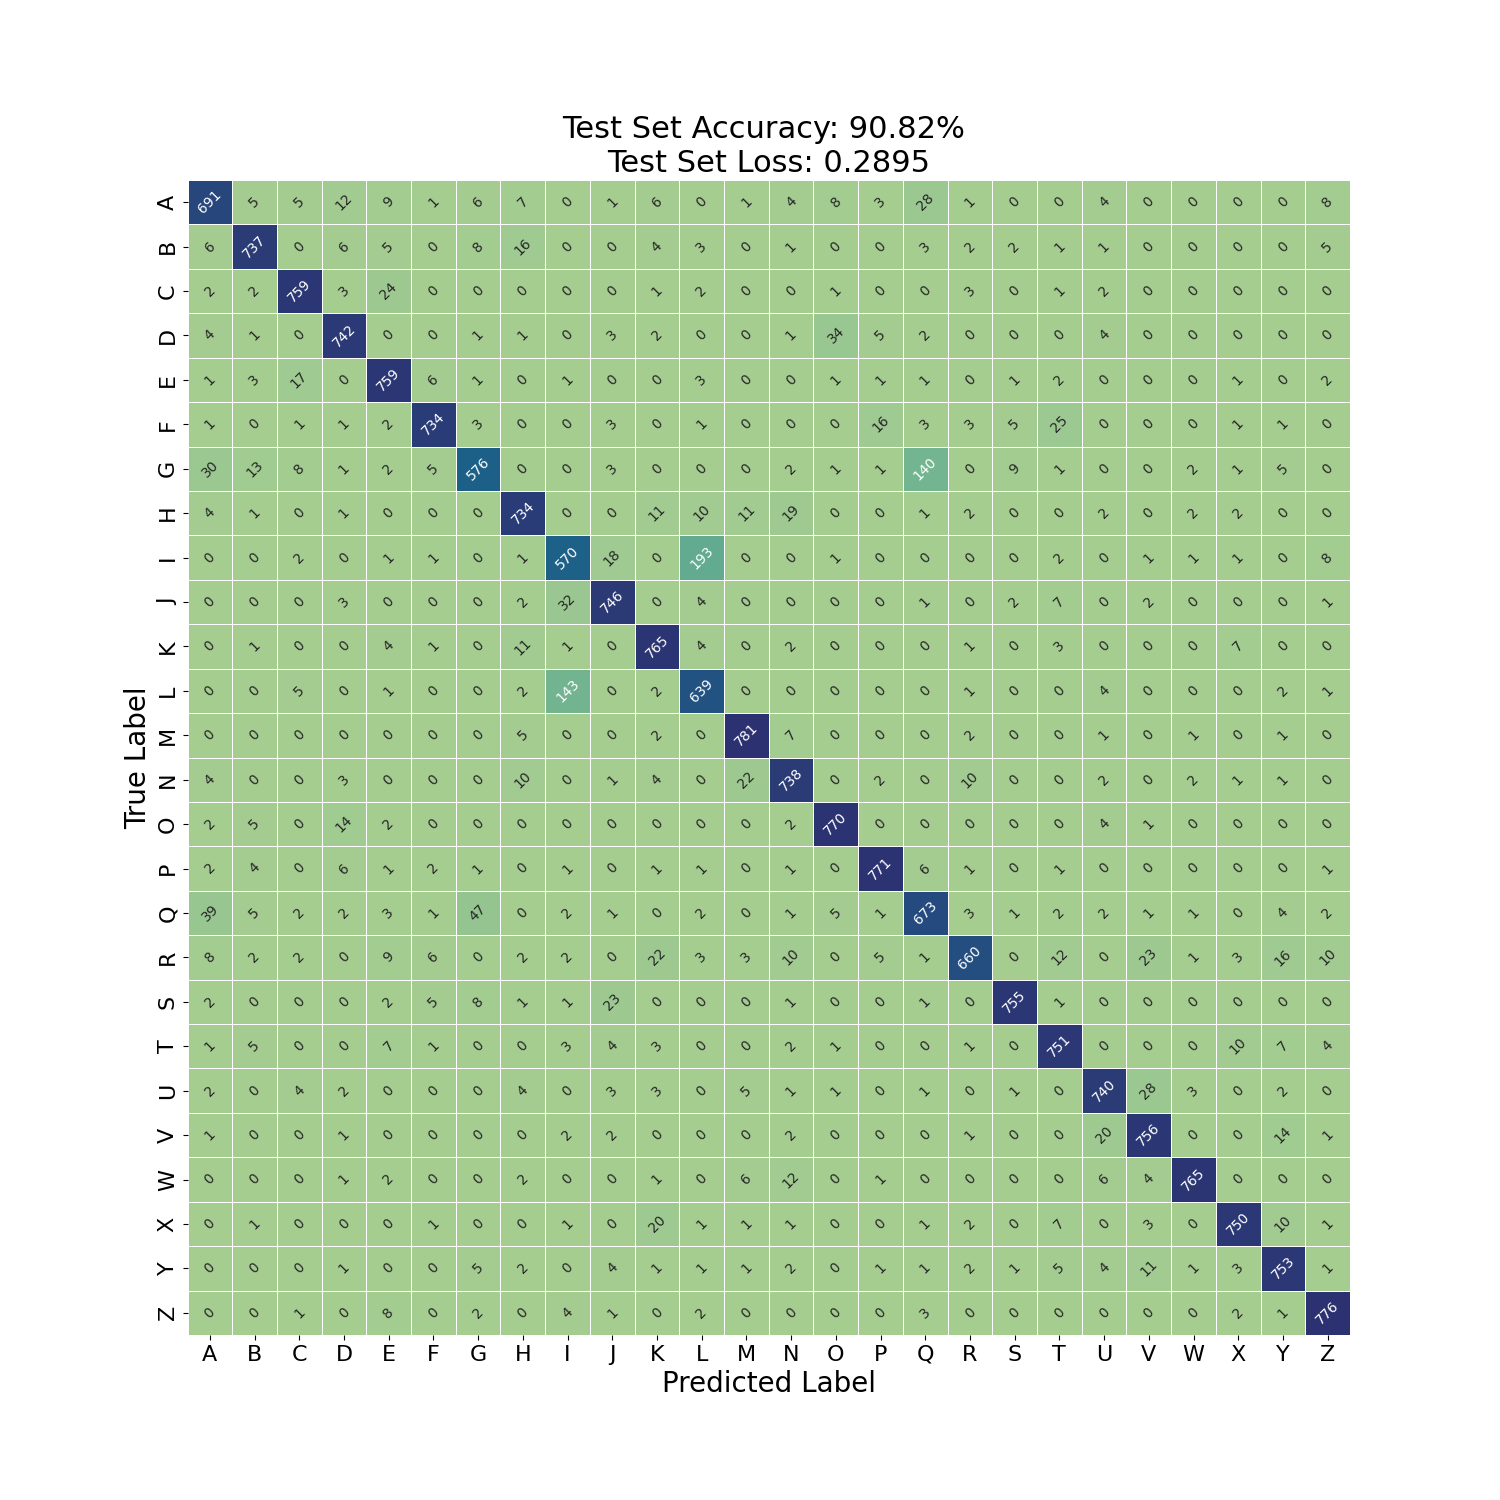 Test Set Accuracy: 90.82%
Test Set Loss: 0.2895
True Label
A 691 5 5 12 9 1 6 7 0 1 6 0 1 4 8 3 28 1 0 0 4 0 0 0 0 8
B 6 737 0 6 5 0 8 16 0 0 4 3 0 1 0 0 3 2 2 1 1 0 0 0 0 5
C 2 2 759 3 24 0 0 0 0 0 1 2 0 0 1 0 0 3 0 1 2 0 0 0 0 0
D 4 1 0 742 0 0 1 1 0 3 2 0 0 1 34 5 2 0 0 0 4 0 0 0 0 0
E 1 3 17 0 759 6 1 0 1 0 0 3 0 0 1 1 1 0 1 2 0 0 0 1 0 2
F 1 0 1 1 2 734 3 0 0 3 0 1 0 0 0 16 3 3 5 25 0 0 0 1 1 0
G 30 13 8 1 2 5 576 0 0 3 0 0 0 2 1 1 140 0 9 1 0 0 2 1 5 0
H 4 1 0 1 0 0 0 734 0 0 11 10 11 19 0 0 1 2 0 0 2 0 2 2 0 0
I 0 0 2 0 1 1 0 1 570 18 0 193 0 0 1 0 0 0 0 2 0 1 1 1 0 8
J 0 0 0 3 0 0 0 2 32 746 0 4 0 0 0 0 1 0 2 7 0 2 0 0 0 1
K 0 1 0 0 4 1 0 11 1 0 765 4 0 2 0 0 0 1 0 3 0 0 0 7 0 0
L 0 0 5 0 1 0 0 2 143 0 2 639 0 0 0 0 0 1 0 0 4 0 0 0 2 1
M 0 0 0 0 0 0 0 5 0 0 2 0 781 7 0 0 0 2 0 0 1 0 1 0 1 0
N 4 0 0 3 0 0 0 10 0 1 4 0 22 738 0 2 0 10 0 0 2 0 2 1 1 0
O 2 5 0 14 2 0 0 0 0 0 0 0 0 2 770 0 0 0 0 0 4 1 0 0 0 0
P 2 4 0 6 1 2 1 0 1 0 1 1 0 1 0 771 6 1 0 1 0 0 0 0 0 1
Q 39 5 2 2 3 1 47 0 2 1 0 2 0 1 5 1 673 3 1 2 2 1 1 0 4 2
R 8 2 2 0 9 6 0 2 2 0 22 3 3 10 0 5 1 660 0 12 0 23 1 3 16 10
S 2 0 0 0 2 5 8 1 1 23 0 0 0 1 0 0 1 0 755 1 0 0 0 0 0 0
T 1 5 0 0 7 1 0 0 3 4 3 0 0 2 1 0 0 1 0 751 0 0 0 10 7 4
U 2 0 4 2 0 0 0 4 0 3 3 0 5 1 1 0 1 0 1 0 740 28 3 0 2 0
V 1 0 0 1 0 0 0 0 2 2 0 0 0 2 0 0 0 1 0 0 20 756 0 0 14 1
W 0 0 0 1 2 0 0 2 0 0 1 0 6 12 0 1 0 0 0 0 6 4 765 0 0 0
X 0 1 0 0 0 1 0 0 1 0 20 1 1 1 0 0 1 2 0 7 0 3 0 750 10 1
Y 0 0 0 1 0 0 5 2 0 4 1 1 1 2 0 1 1 2 1 5 4 11 1 3 753 1
Z 0 0 1 0 8 0 2 0 4 1 0 2 0 0 0 0 3 0 0 0 0 0 0 2 1 776
A B C D E F G H I J K L M N O P Q R S T U V W X Y Z
Predicted Label